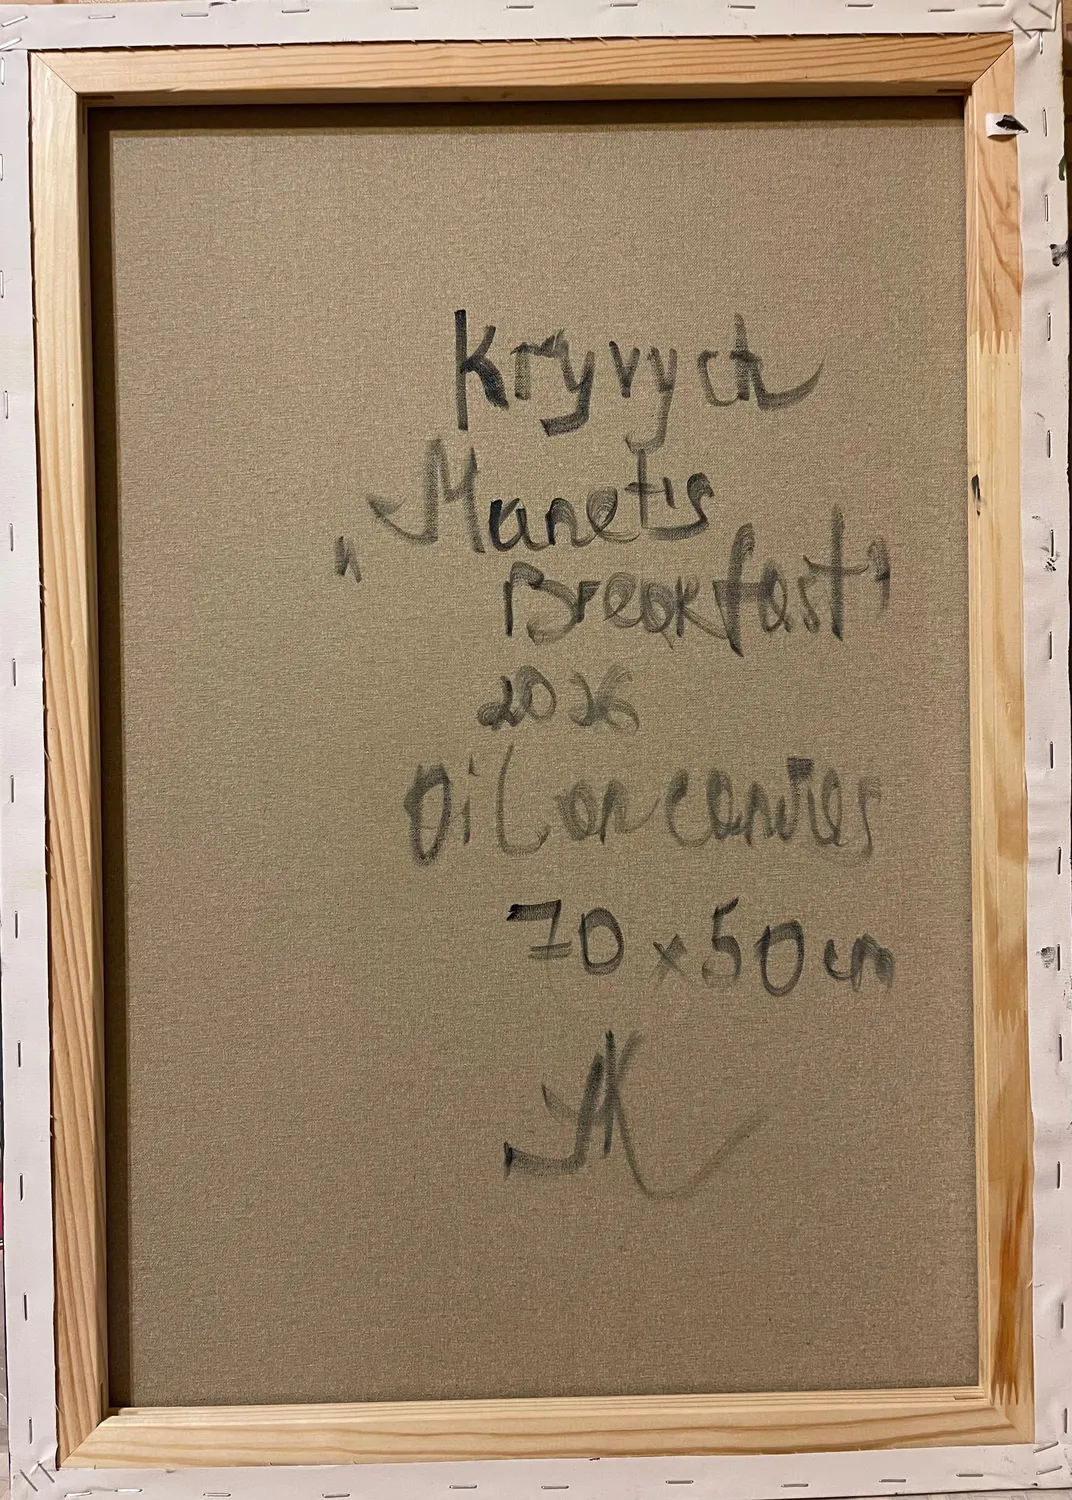 Kryvych
„Manet's
Breakfast"
2026
Oil on canvas
70 x 50 cm